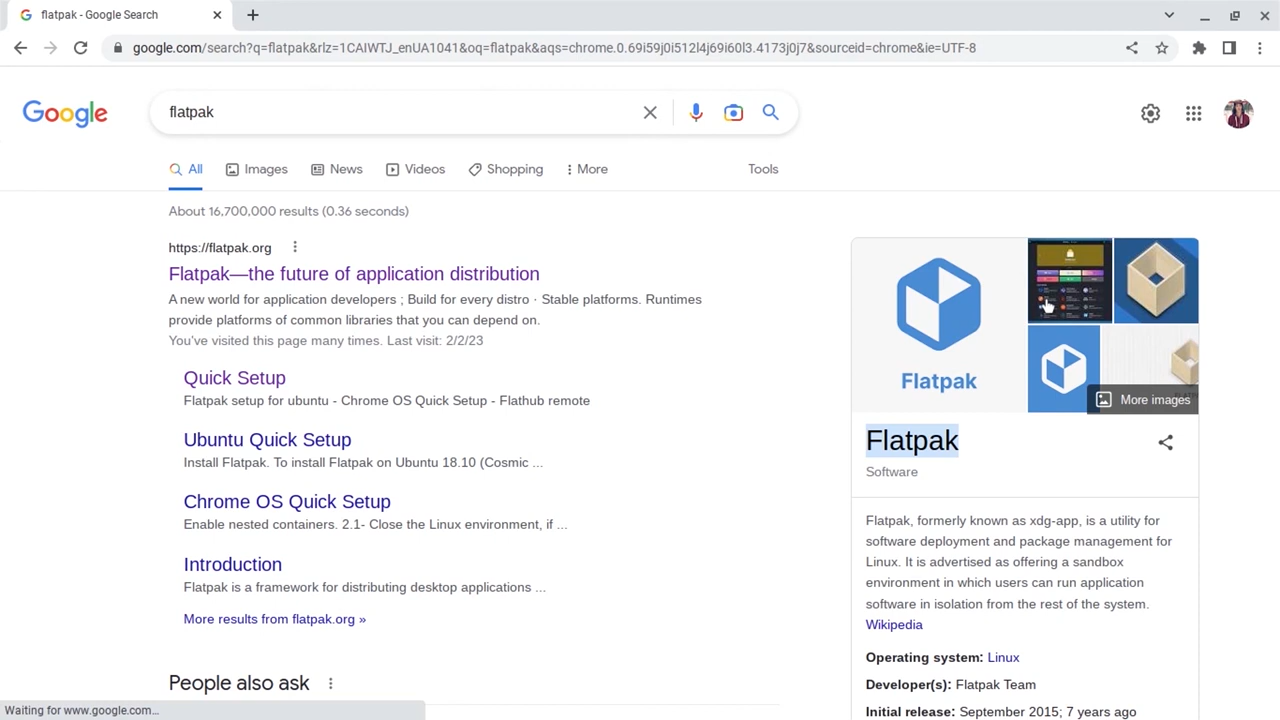 flatpak - Google Search
google.com/search?q=flatpak&rlz=1CAIWTJ_enUA1041&oq=flatpak&aqs=chrome.0.69i59j0i512l4j69i60l3.4173j0j7&sourceid=chrome&ie=UTF-8
Google
flatpak
All Images News Videos Shopping More Tools
About 16,700,000 results (0.36 seconds)
https://flatpak.org
Flatpak—the future of application distribution
A new world for application developers ; Build for every distro · Stable platforms. Runtimes
provide platforms of common libraries that you can depend on.
You've visited this page many times. Last visit: 2/2/23
Quick Setup
Flatpak setup for ubuntu - Chrome OS Quick Setup - Flathub remote
Ubuntu Quick Setup
Install Flatpak. To install Flatpak on Ubuntu 18.10 (Cosmic ...
Chrome OS Quick Setup
Enable nested containers. 2.1- Close the Linux environment, if ...
Introduction
Flatpak is a framework for distributing desktop applications ...
More results from flatpak.org »
People also ask
Flatpak
More images
Flatpak
Software
Flatpak, formerly known as xdg-app, is a utility for
software deployment and package management for
Linux. It is advertised as offering a sandbox
environment in which users can run application
software in isolation from the rest of the system.
Wikipedia
Operating system: Linux
Developer(s): Flatpak Team
Initial release: September 2015; 7 years ago
Waiting for www.google.com...